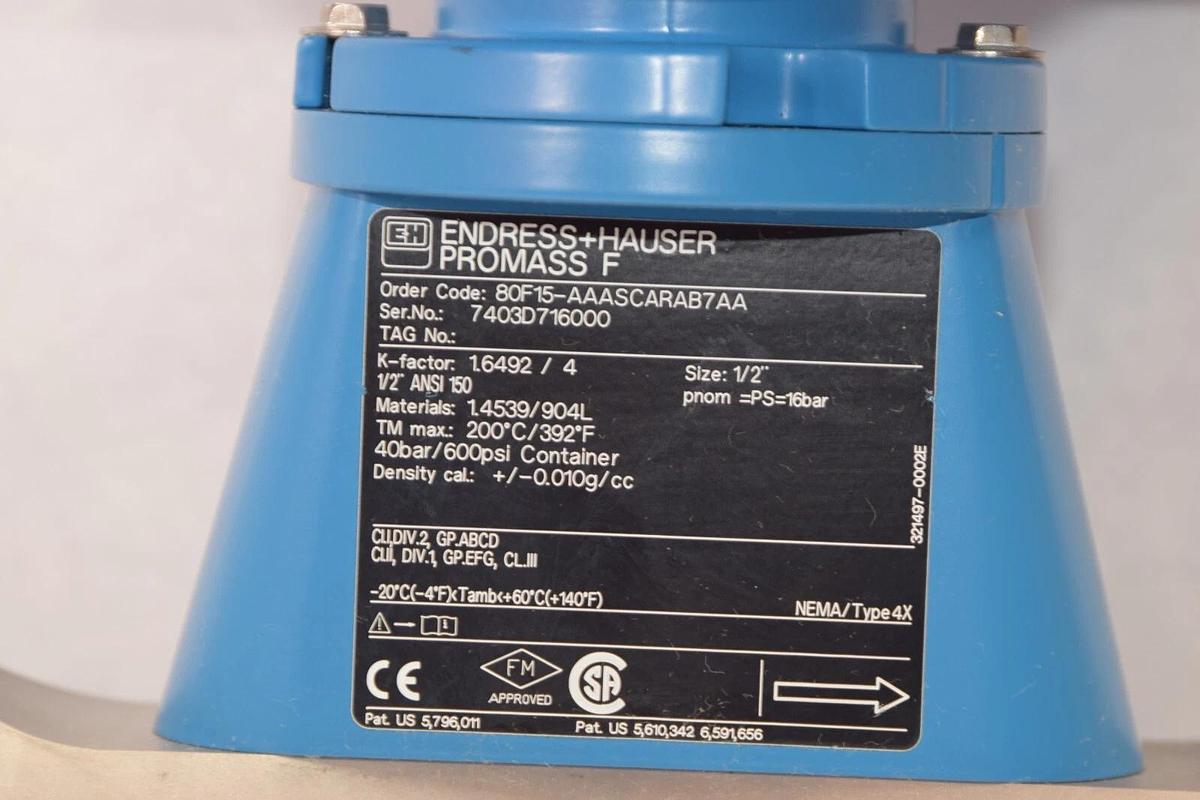 E+H ENDRESS+HAUSER
PROMASS F
Order Code: 80F15-AAASCARAB7AA
Ser.No.: 7403D716000
TAG No.:
K-factor: 1.6492 / 4
Size: 1/2"
1/2" ANSI 150
pnom =PS=16bar
Materials: 1.4539/904L
TM max.: 200°C/392°F
40bar/600psi Container
Density cal.: +/-0.010g/cc
321497-0002E
CI.I,DIV.2, GP.ABCD
CI.II, DIV.1, GP.EFG, CL.III
-20°C(-4°F)<Tamb<+60°C(+140°F)
NEMA/Type 4X
i
CE
FM
APPROVED
CSA
Pat. US 5,796,011
Pat. US 5,610,342 6,591,656